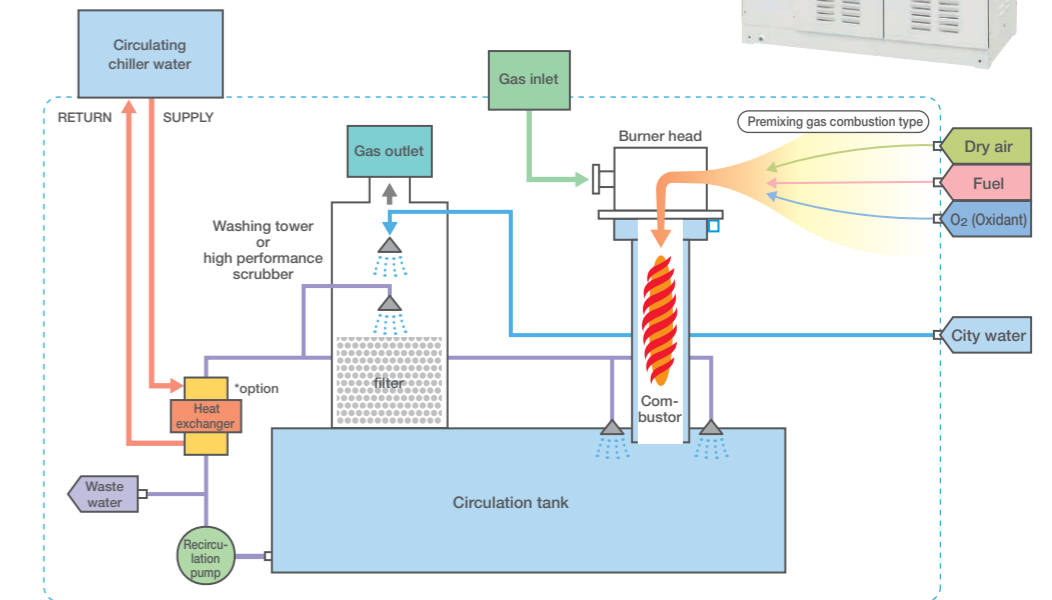 Circulating
chiller water
Gas inlet
RETURN
SUPPLY
Premixing gas combustion type
Burner head
Dry air
Gas outlet
Fuel
O2 (Oxidant)
Washing tower
or
high performance
scrubber
City water
filter
*option
Heat
exchanger
Com-
bustor
Waste
water
Circulation tank
Recircu-
lation
pump